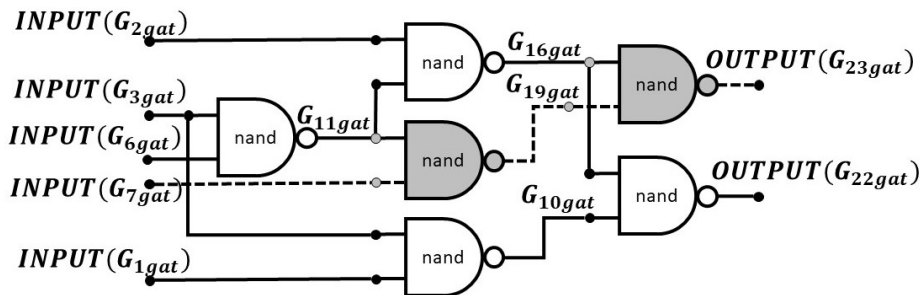 INPUT(G2gat)
INPUT(G3gat)
INPUT(G6gat)
INPUT(G7gat)
INPUT(G1gat)
nand
G11gat
nand
nand
nand
G16gat
G19gat
G10gat
nand
nand
OUTPUT(G23gat)
OUTPUT(G22gat)